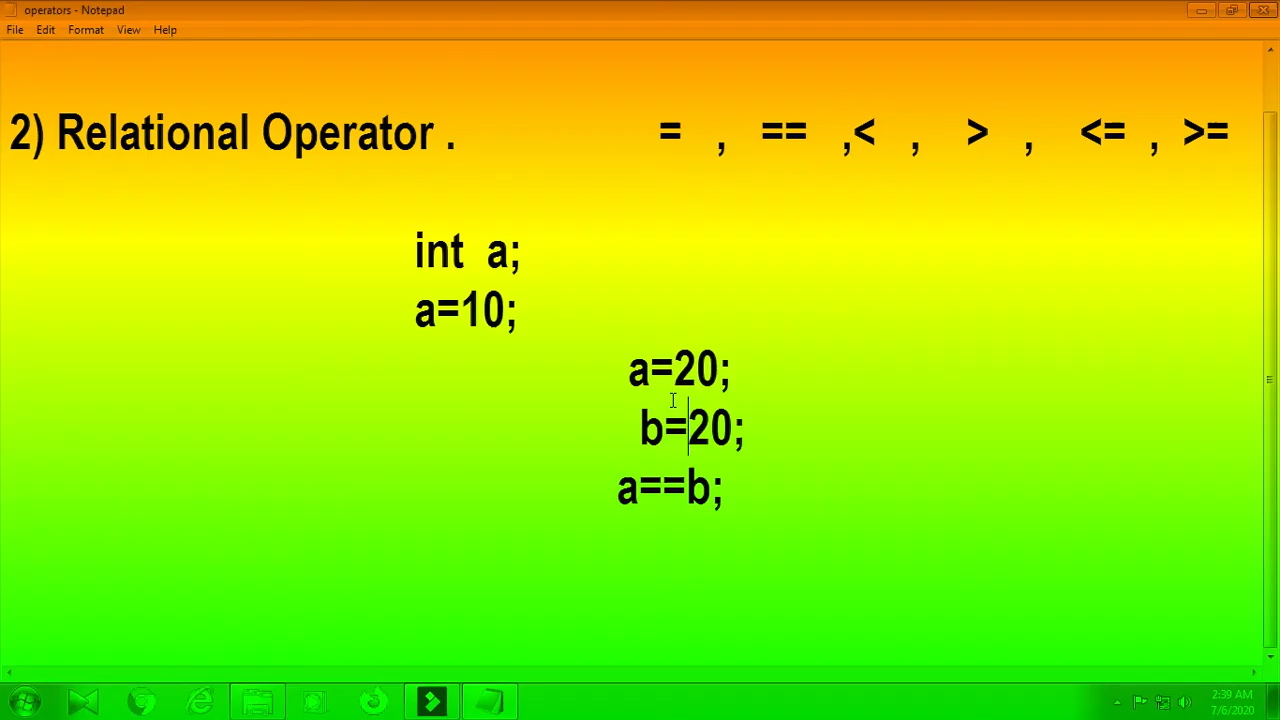 operators - Notepad
File Edit Format View Help
2) Relational Operator . = , == ,< , > , <= , >=
int a;
a=10;
a=20;
b=20;
a==b;
2:39 AM
7/6/2020